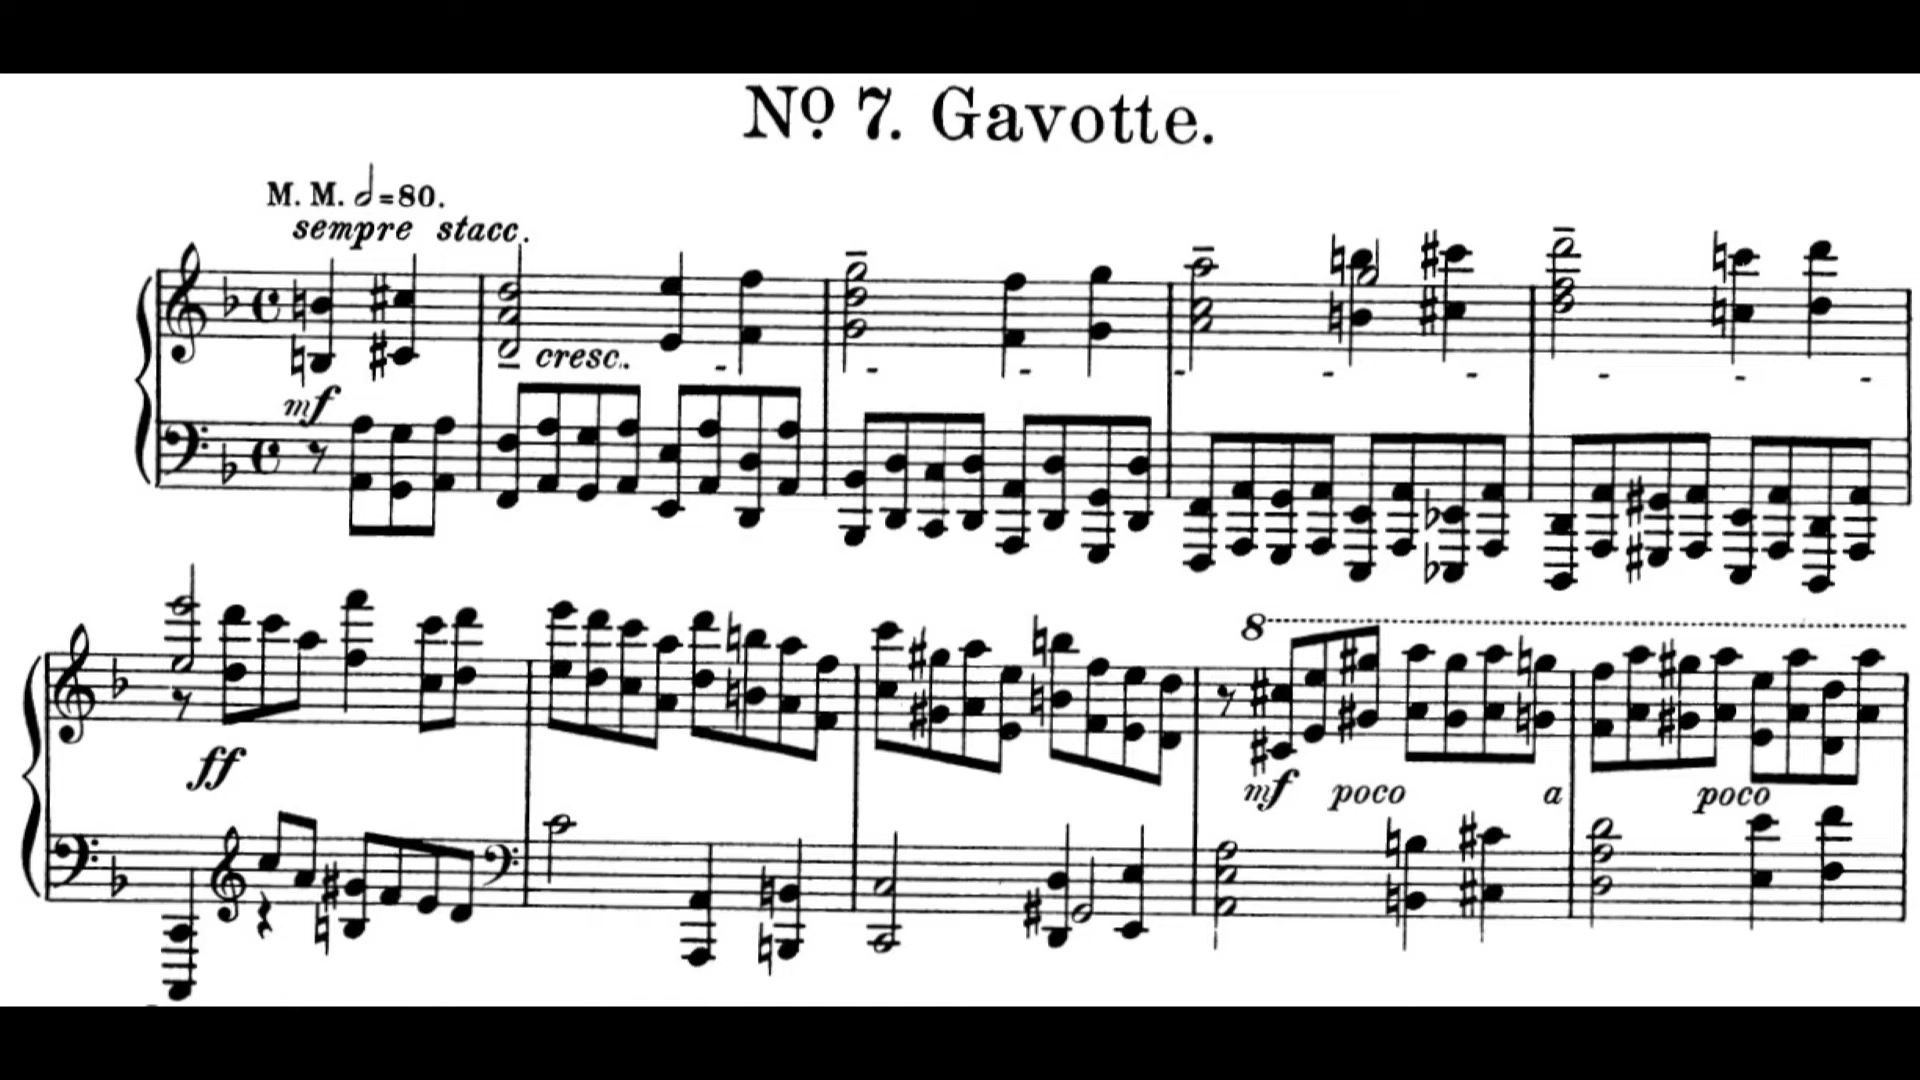 Nº 7. Gavotte.
M. M. 𝅗𝅥=80.
sempre stacc.
cresc. - - - - - - - - -
mf
8
ff
mf poco a poco